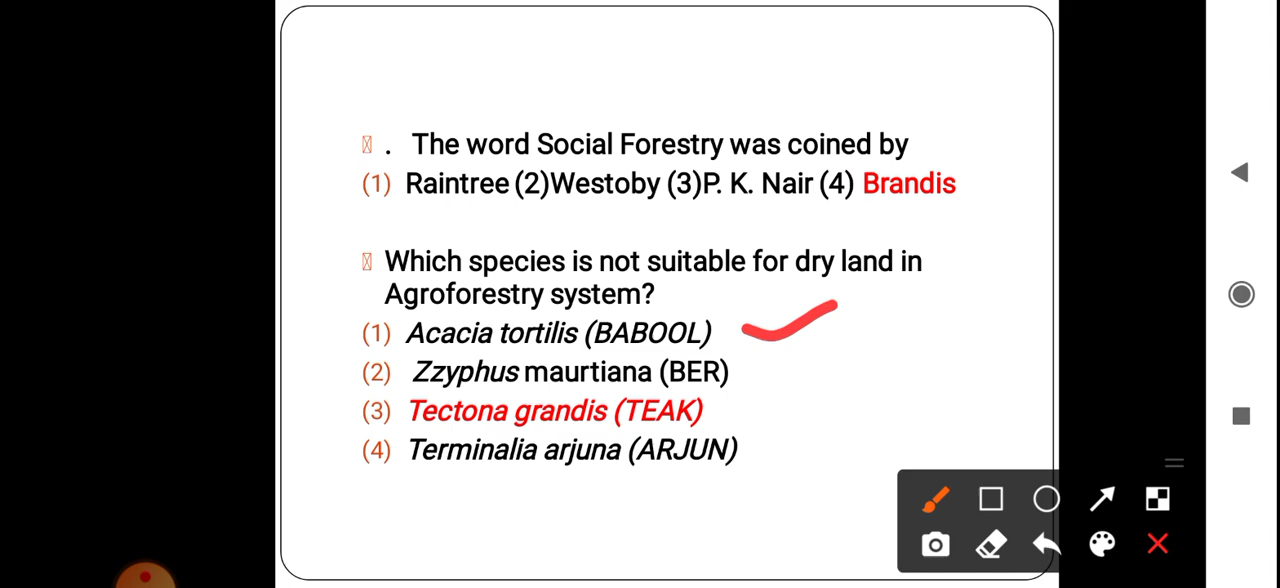 . The word Social Forestry was coined by
(1) Raintree (2)Westoby (3)P. K. Nair (4) Brandis
Which species is not suitable for dry land in
Agroforestry system?
(1) Acacia tortilis (BABOOL)
(2) Zzyphus maurtiana (BER)
(3) Tectona grandis (TEAK)
(4) Terminalia arjuna (ARJUN)